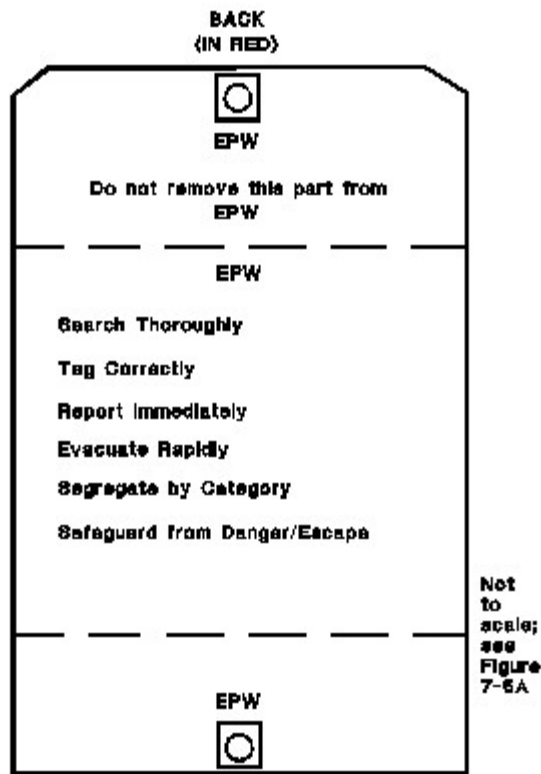 BACK
(IN RED)
EPW
Do not remove this part from
EPW
EPW
Search Thoroughly
Tag Correctly
Report Immediately
Evacuate Rapidly
Segregate by Category
Safeguard from Danger/Escape
Not
to
scale;
see
Figure
7-6A
EPW